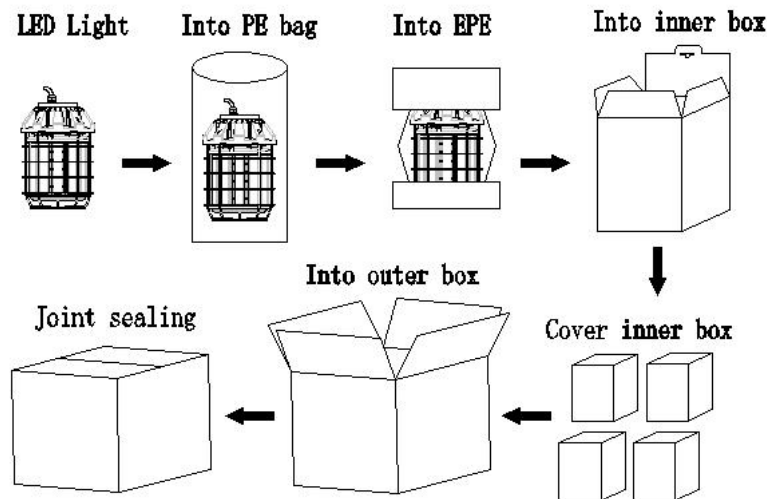 LED Light
Into PE bag
Into EPE
Into inner box
Joint sealing
Into outer box
Cover inner box